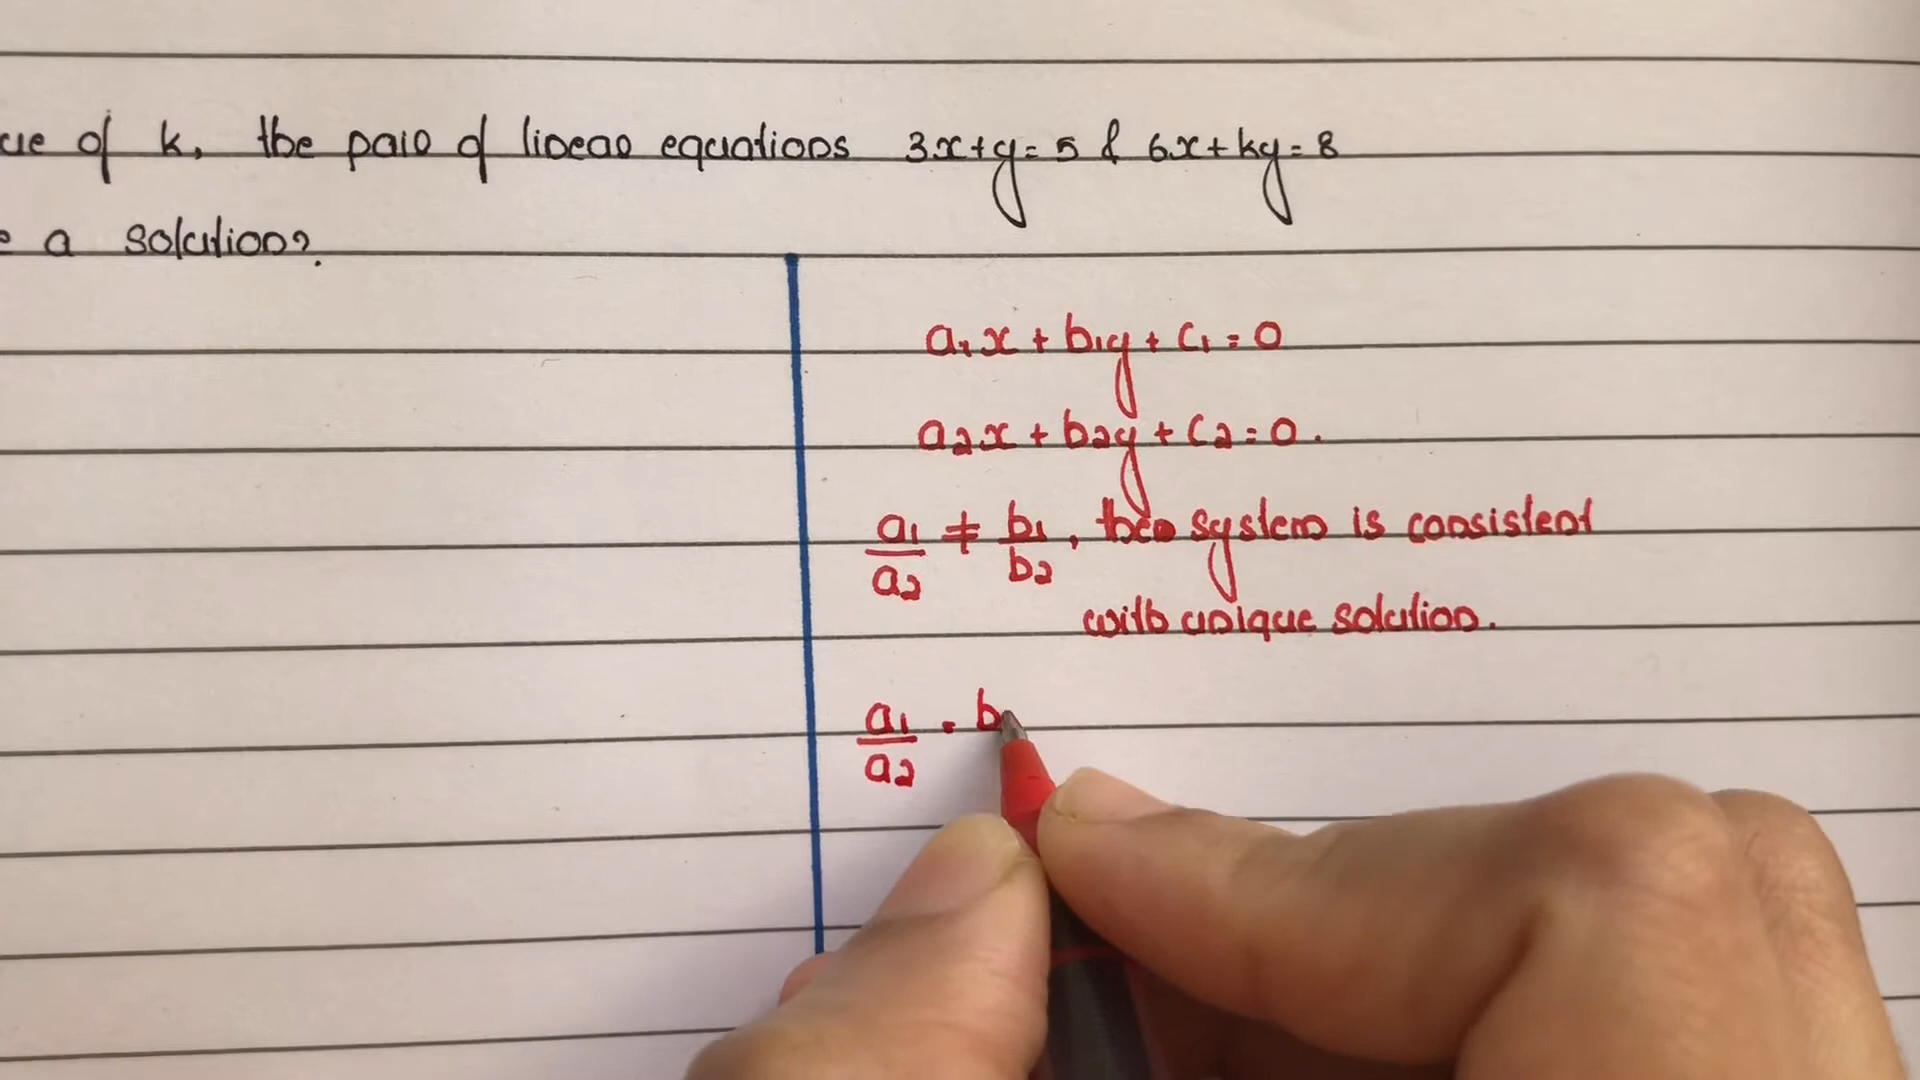 ue of k, the pair of linear equations 3x+y=5 & 6x+ky=8
e a solution?
a₁x + b₁y + c₁ = 0
a₂x + b₂y + c₂ = 0.
a₁/a₂ ≠ b₁/b₂, then system is consistent
with unique solution.
a₁/a₂ = b